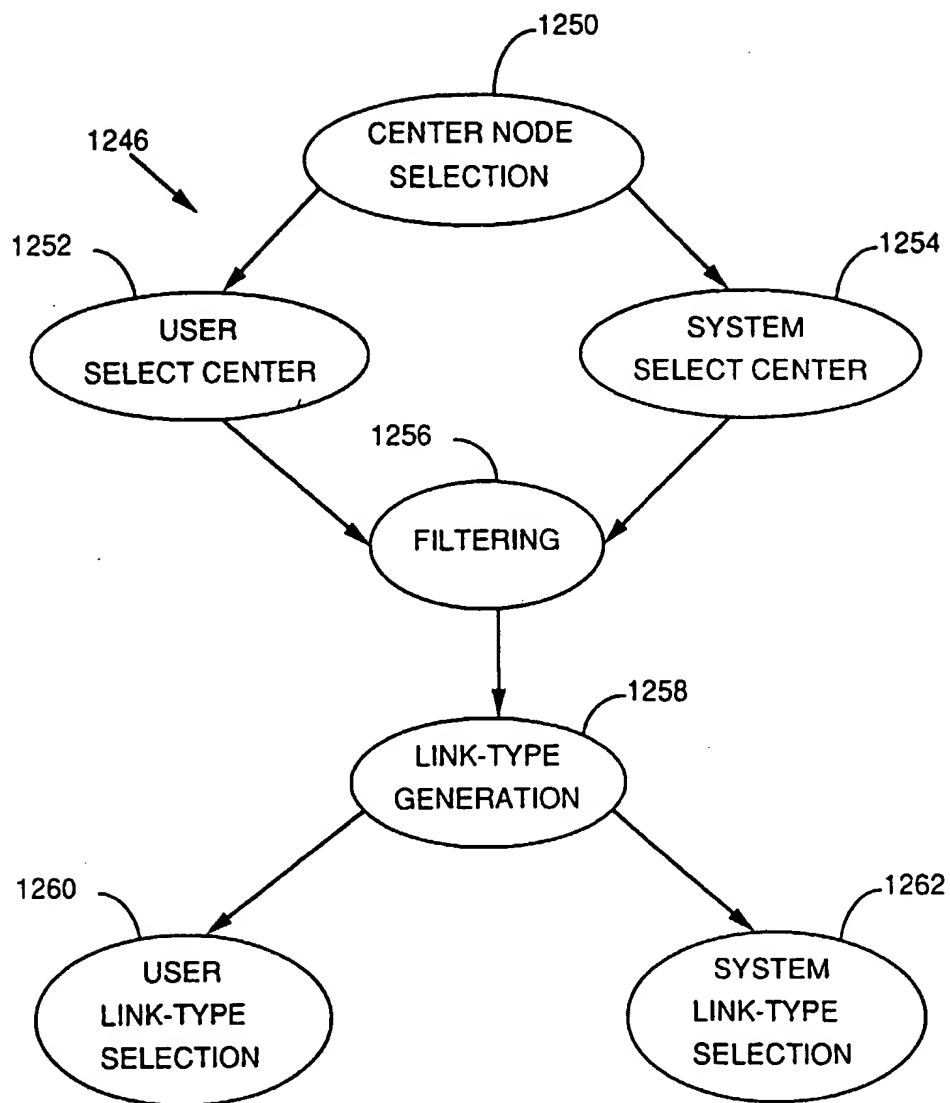 1250
CENTER NODE
SELECTION
1246
1252
USER
SELECT CENTER
1254
SYSTEM
SELECT CENTER
1256
FILTERING
1258
LINK-TYPE
GENERATION
1260
USER
LINK-TYPE
SELECTION
1262
SYSTEM
LINK-TYPE
SELECTION